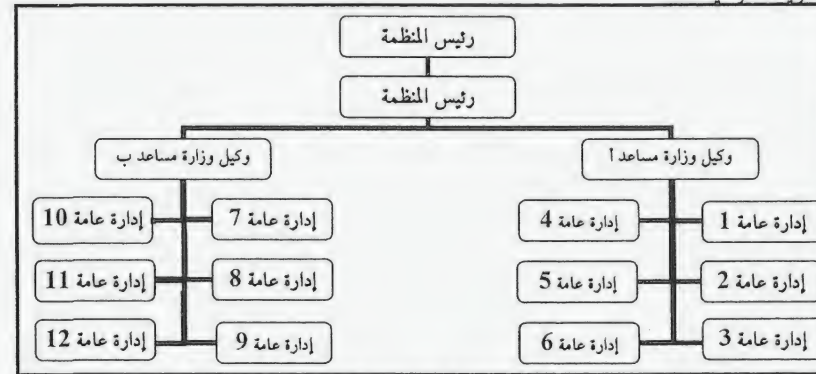 رئيس المنظمة
رئيس المنظمة
وكيل وزارة مساعد أ
وكيل وزارة مساعد ب
إدارة عامة 1
إدارة عامة 4
إدارة عامة 7
إدارة عامة 10
إدارة عامة 2
إدارة عامة 5
إدارة عامة 8
إدارة عامة 11
إدارة عامة 3
إدارة عامة 6
إدارة عامة 9
إدارة عامة 12